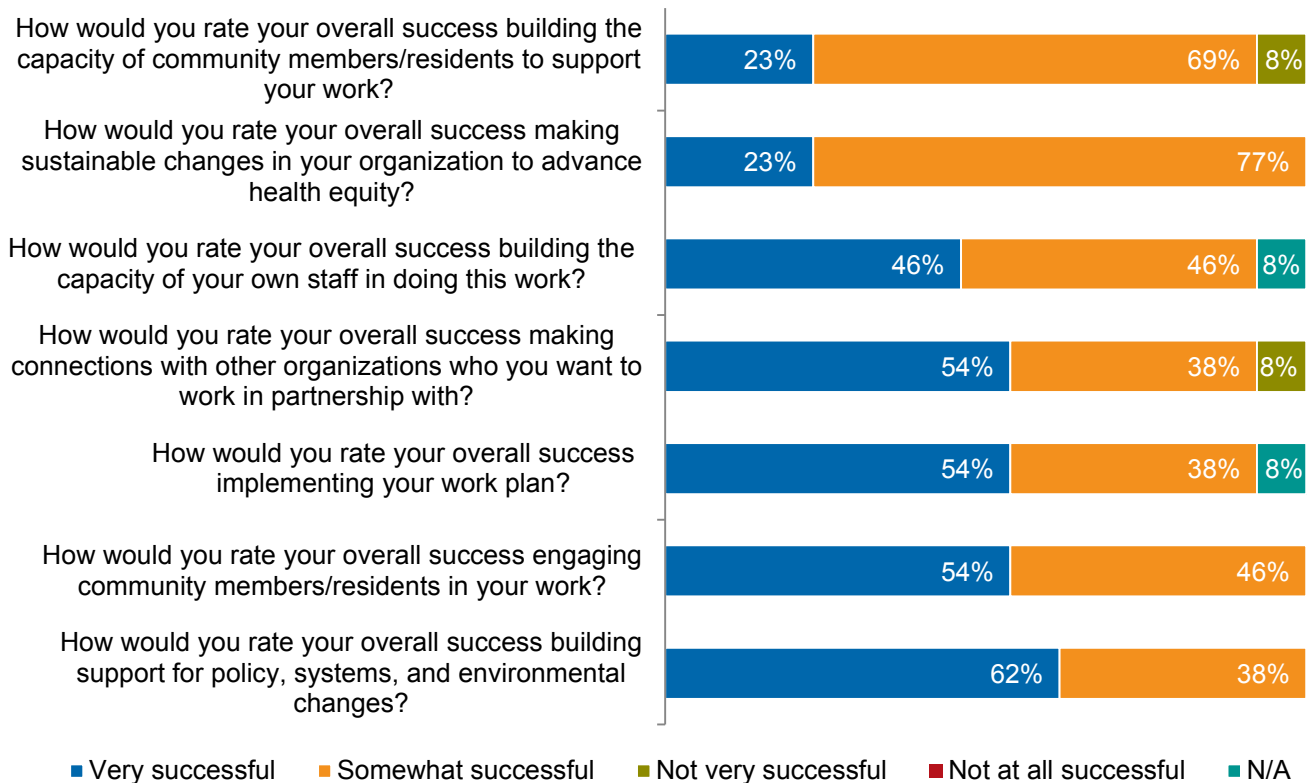 How would you rate your overall success building the
capacity of community members/residents to support
your work?
23% 69% 8%
How would you rate your overall success making
sustainable changes in your organization to advance
health equity?
23% 77%
How would you rate your overall success building the
capacity of your own staff in doing this work?
46% 46% 8%
How would you rate your overall success making
connections with other organizations who you want to
work in partnership with?
54% 38% 8%
How would you rate your overall success
implementing your work plan?
54% 38% 8%
How would you rate your overall success engaging
community members/residents in your work?
54% 46%
How would you rate your overall success building
support for policy, systems, and environmental
changes?
62% 38%
Very successful Somewhat successful Not very successful Not at all successful N/A